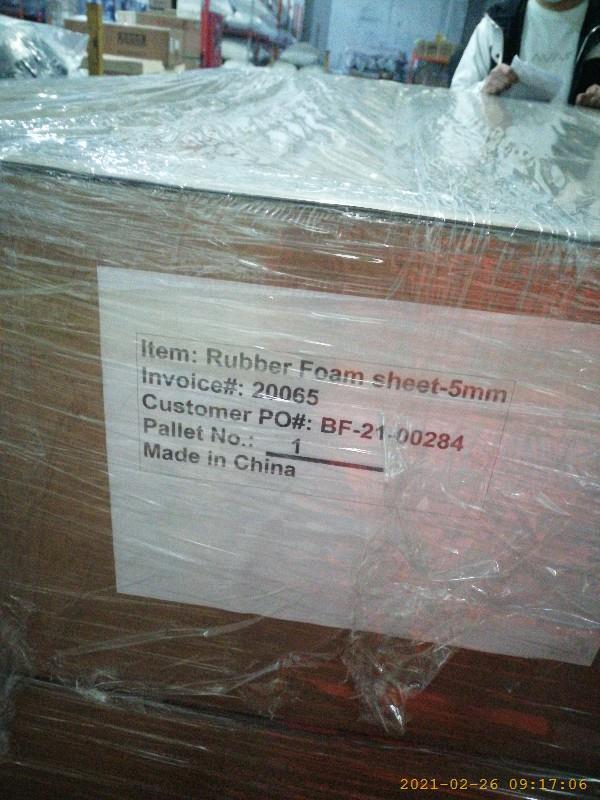 Item: Rubber Foam sheet-5mm
Invoice#: 20065
Customer PO#: BF-21-00284
Pallet No.: 1
Made in China
2021-02-26 09:17:06